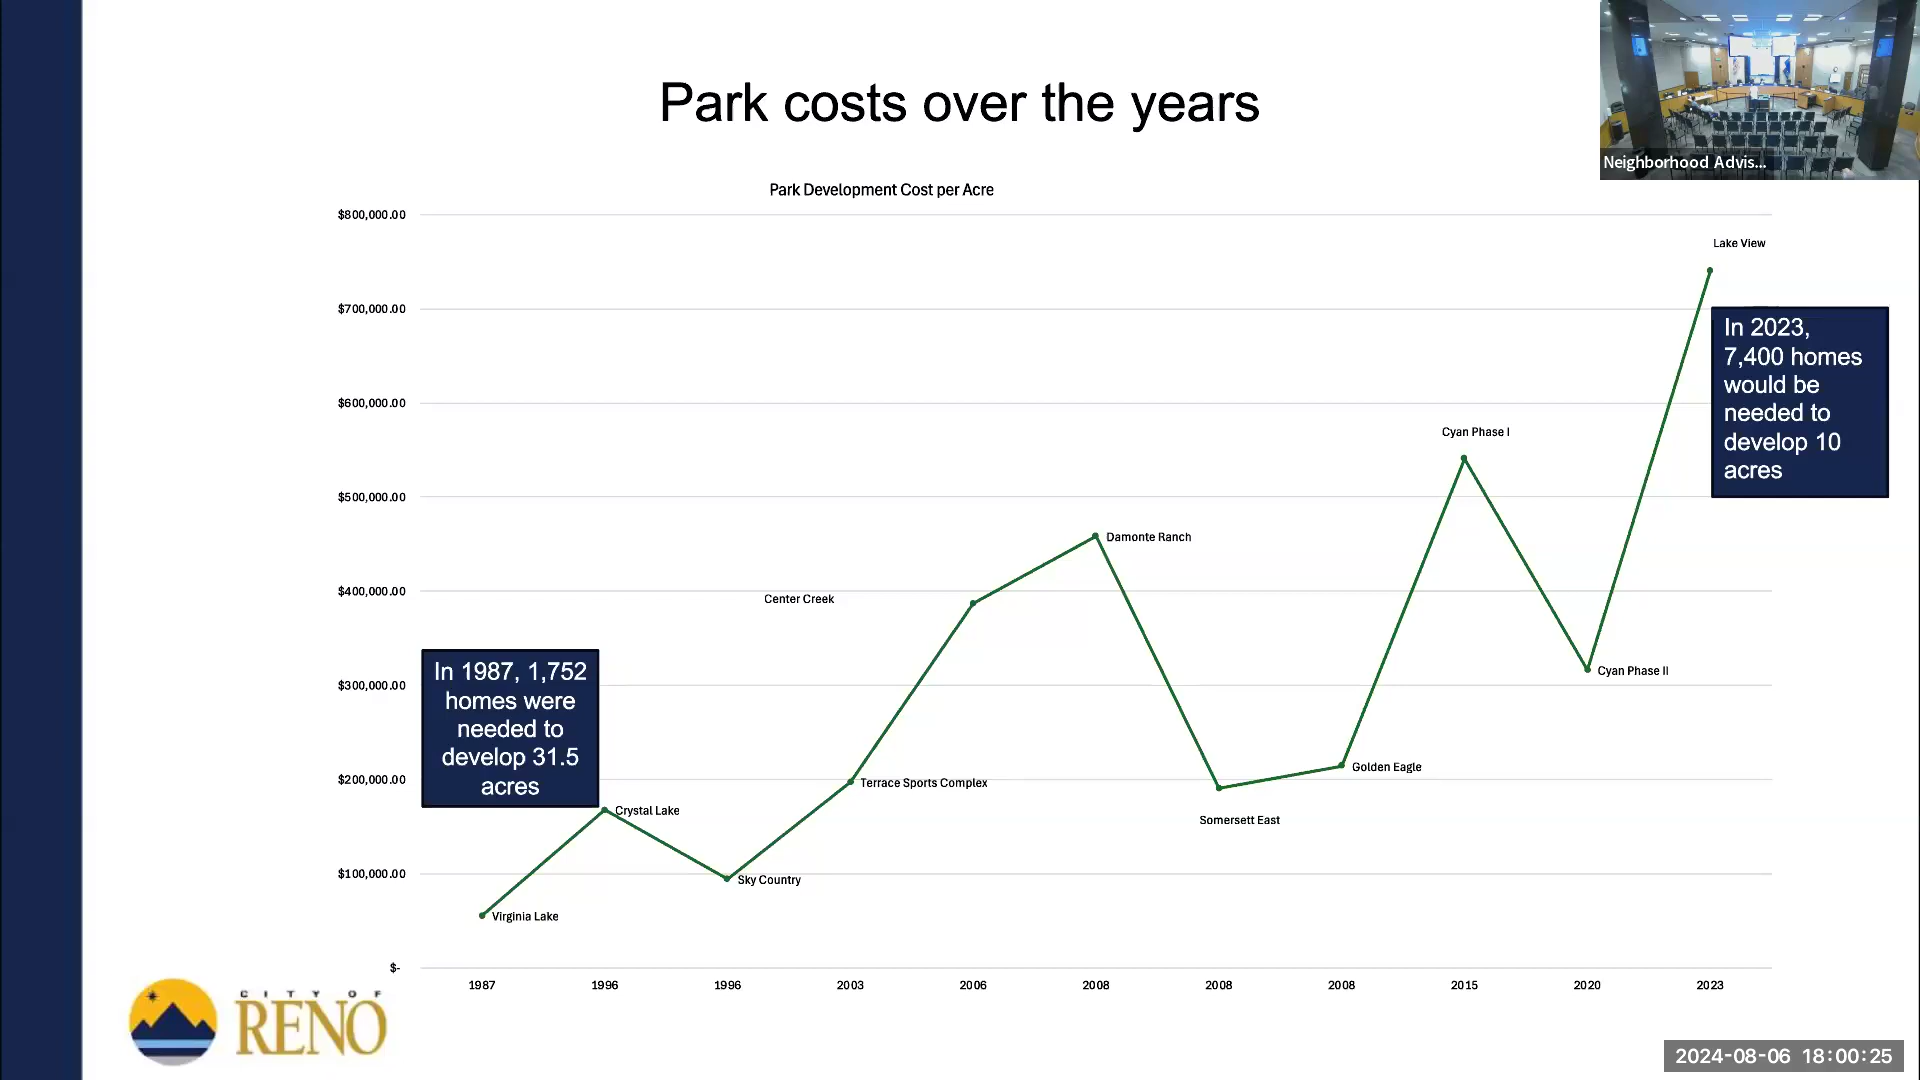 Park costs over the years
Neighborhood Advis...
Park Development Cost per Acre
$800,000.00
$700,000.00
$600,000.00
$500,000.00
$400,000.00
$300,000.00
$200,000.00
$100,000.00
$-
Lake View
In 2023,
7,400 homes
would be
needed to
develop 10
acres
Cyan Phase I
Damonte Ranch
Center Creek
In 1987, 1,752
homes were
needed to
develop 31.5
acres
Cyan Phase II
Golden Eagle
Terrace Sports Complex
Crystal Lake
Somersett East
Sky Country
Virginia Lake
1987 1996 1996 2003 2006 2008 2008 2008 2015 2020 2023
CITY OF
RENO
2024-08-06 18:00:25